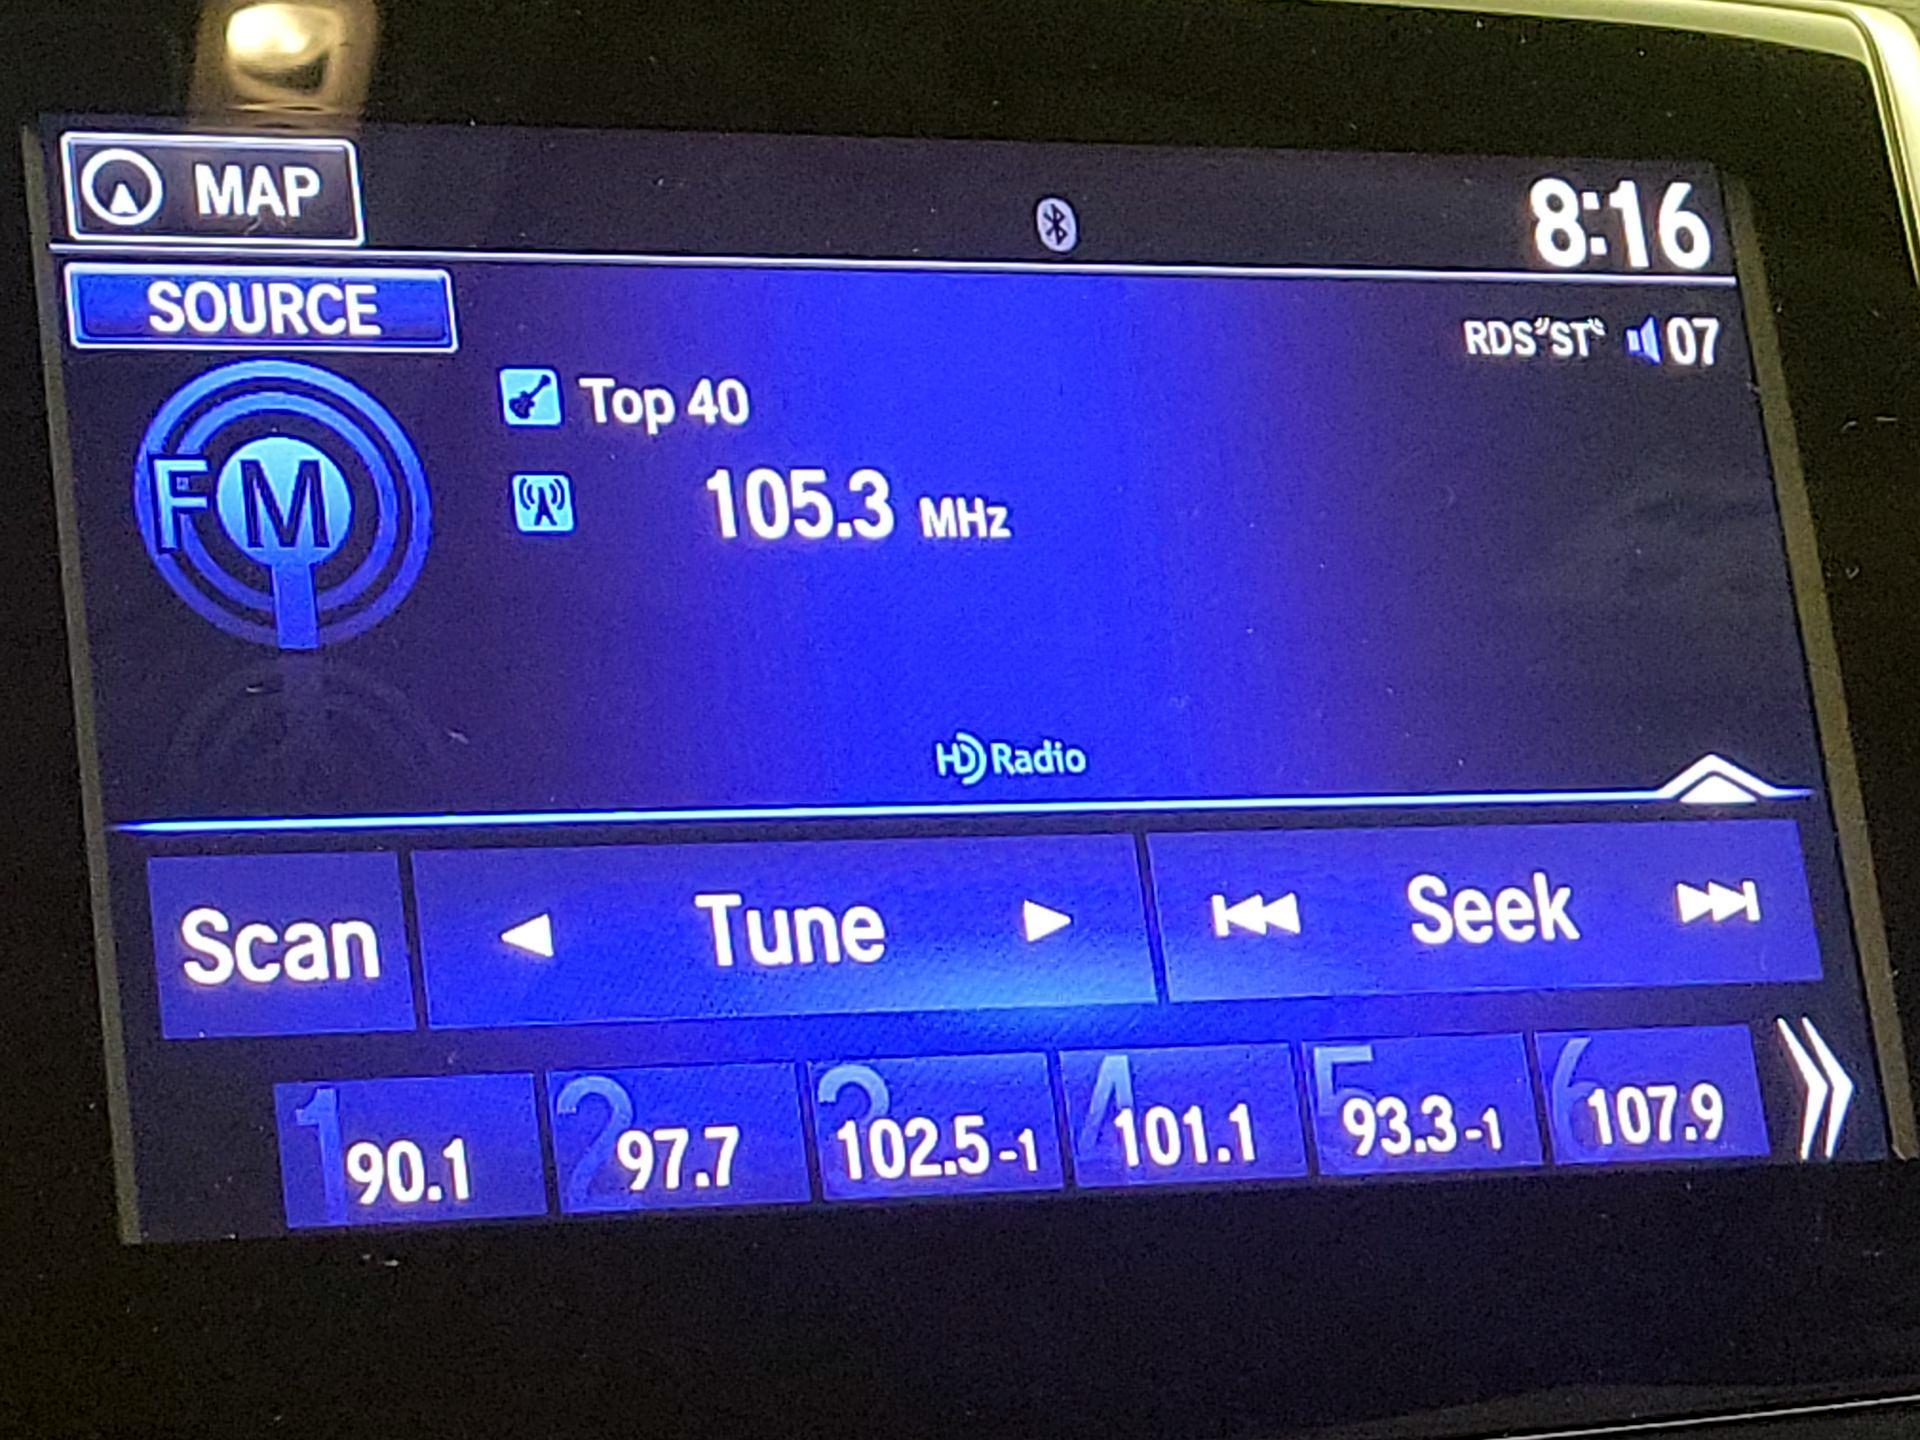 MAP 8:16
SOURCE
RDS ST 07
Top 40
FM
105.3 MHz
HD Radio
Scan Tune Seek
1 90.1 2 97.7 3 102.5-1 4 101.1 5 93.3-1 6 107.9